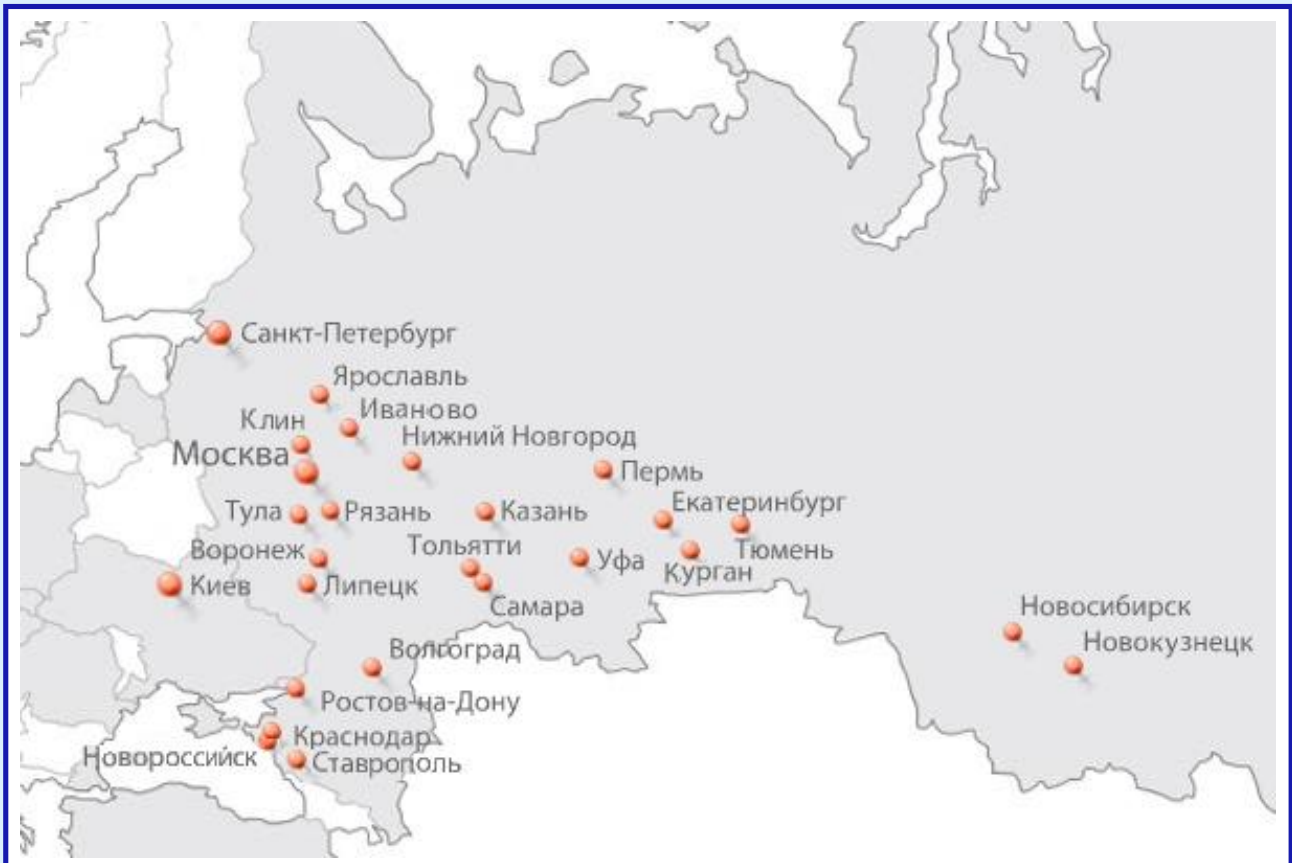 Санкт-Петербург
Ярославль
Иваново
Клин
Нижний Новгород
Москва
Пермь
Екатеринбург
Тула
Рязань
Казань
Тольятти
Тюмень
Воронеж
Уфа
Курган
Киев
Липецк
Самара
Новосибирск
Новокузнецк
Волгоград
Ростов-на-Дону
Краснодар
Новороссийск
Ставрополь